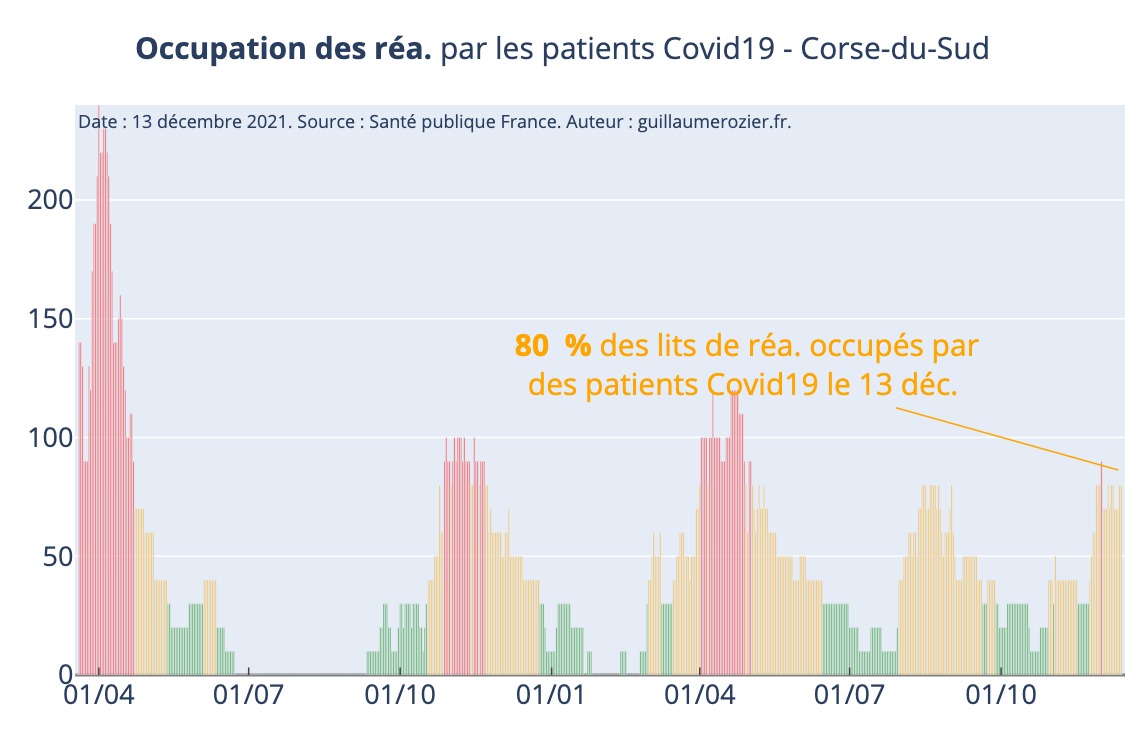 Occupation des réa. par les patients Covid19 - Corse-du-Sud
Date : 13 décembre 2021. Source : Santé publique France. Auteur : guillaumerozier.fr.
200
150
80 % des lits de réa. occupés par
des patients Covid19 le 13 déc.
100
50
0
01/04 01/07 01/10 01/01 01/04 01/07 01/10